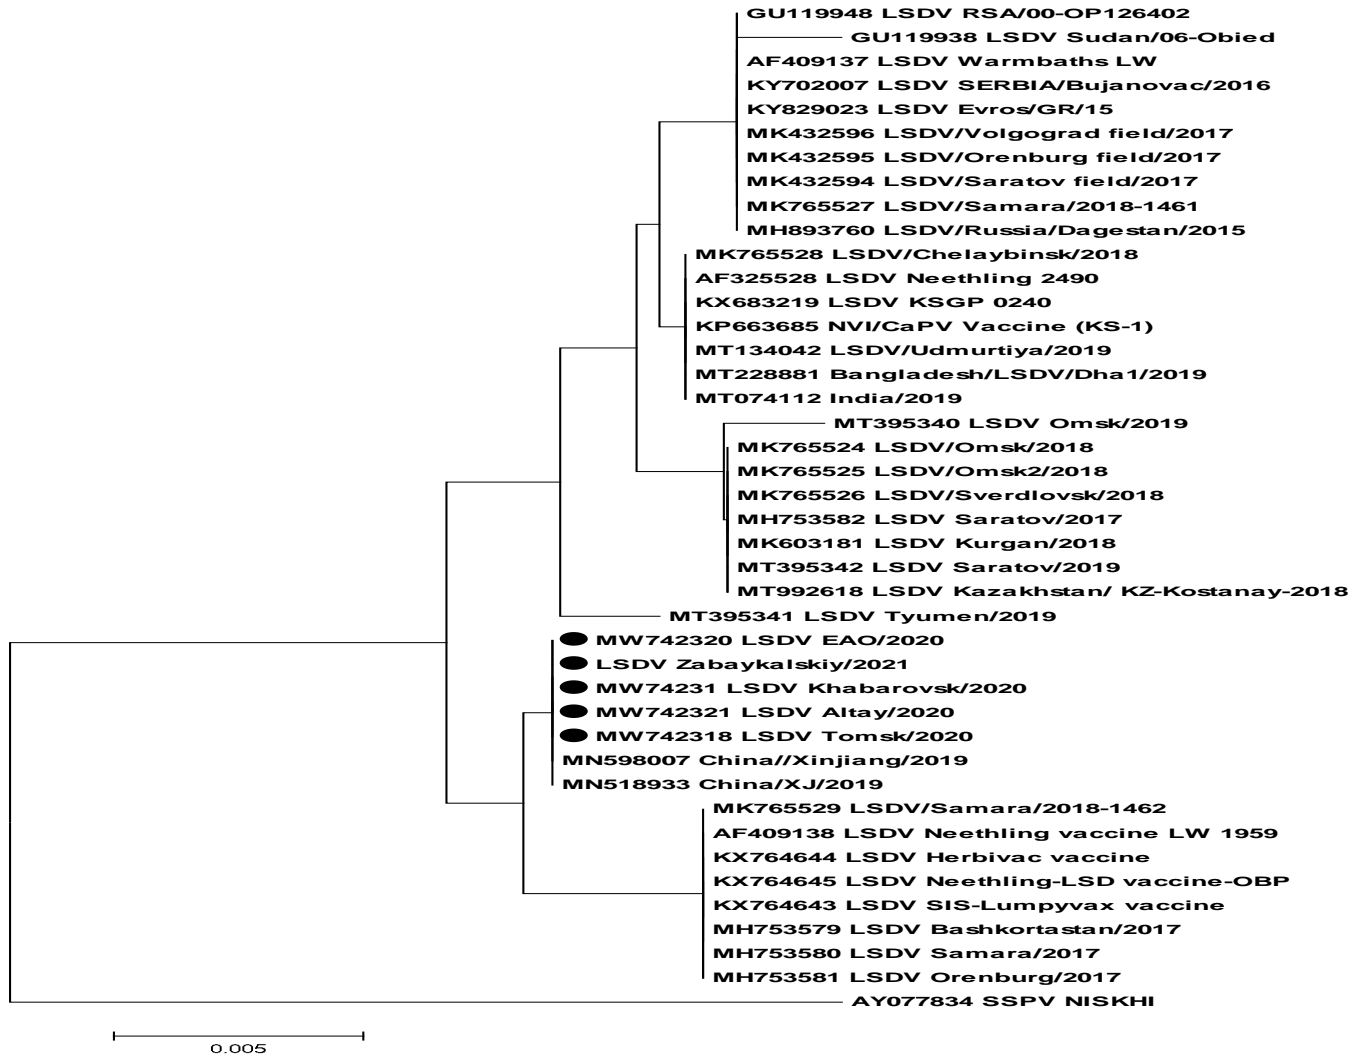 GU119948 LSDV RSA/00-OP126402
GU119938 LSDV Sudan/06-Obied
AF409137 LSDV Warmbaths LW
KY702007 LSDV SERBIA/Bujanovac/2016
KY829023 LSDV Evros/GR/15
MK432596 LSDV/Volgograd field/2017
MK432595 LSDV/Orenburg field/2017
MK432594 LSDV/Saratov field/2017
MK765527 LSDV/Samara/2018-1461
MH893760 LSDV/Russia/Dagestan/2015
MK765528 LSDV/Chelaybinsk/2018
AF325528 LSDV Neethling 2490
KX683219 LSDV KSGP 0240
KP663685 NVI/CaPV Vaccine (KS-1)
MT134042 LSDV/Udmurtiya/2019
MT228881 Bangladesh/LSDV/Dha1/2019
MT074112 India/2019
MT395340 LSDV Omsk/2019
MK765524 LSDV/Omsk/2018
MK765525 LSDV/Omsk2/2018
MK765526 LSDV/Sverdlovsk/2018
MH753582 LSDV Saratov/2017
MK603181 LSDV Kurgan/2018
MT395342 LSDV Saratov/2019
MT992618 LSDV Kazakhstan/ KZ-Kostanay-2018
MT395341 LSDV Tyumen/2019
MW742320 LSDV EAO/2020
LSDV Zabaykalskiy/2021
MW74231 LSDV Khabarovsk/2020
MW742321 LSDV Altay/2020
MW742318 LSDV Tomsk/2020
MN598007 China//Xinjiang/2019
MN518933 China/XJ/2019
MK765529 LSDV/Samara/2018-1462
AF409138 LSDV Neethling vaccine LW 1959
KX764644 LSDV Herbivac vaccine
KX764645 LSDV Neethling-LSD vaccine-OBP
KX764643 LSDV SIS-Lumpyvax vaccine
MH753579 LSDV Bashkortastan/2017
MH753580 LSDV Samara/2017
MH753581 LSDV Orenburg/2017
AY077834 SSPV NISKHI
0.005